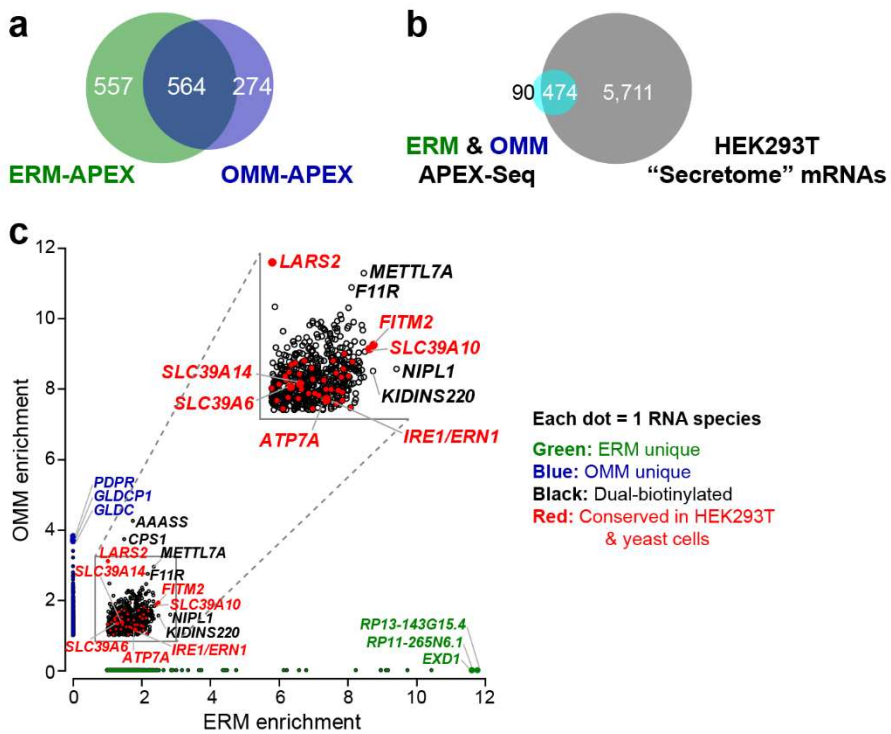 a
557
564
274
ERM-APEX
OMM-APEX
b
90
474
5,711
ERM & OMM
APEX-Seq
HEK293T
“Secretome” mRNAs
c
OMM enrichment
12
10
8
6
4
2
0
LARS2
METTL7A
F11R
FITM2
SLC39A10
SLC39A14
NIPL1
SLC39A6
KIDINS220
ATP7A
IRE1/ERN1
PDPR
GLDCP1
GLDC
AAASS
CPS1
LARS2
METTL7A
SLC39A14
F11R
FITM2
SLC39A10
NIPL1
KIDINS220
SLC39A6
IRE1/ERN1
ATP7A
RP13-143G15.4
RP11-265N6.1
EXD1
0
2
4
6
8
10
12
ERM enrichment
Each dot = 1 RNA species
Green: ERM unique
Blue: OMM unique
Black: Dual-biotinylated
Red: Conserved in HEK293T
& yeast cells